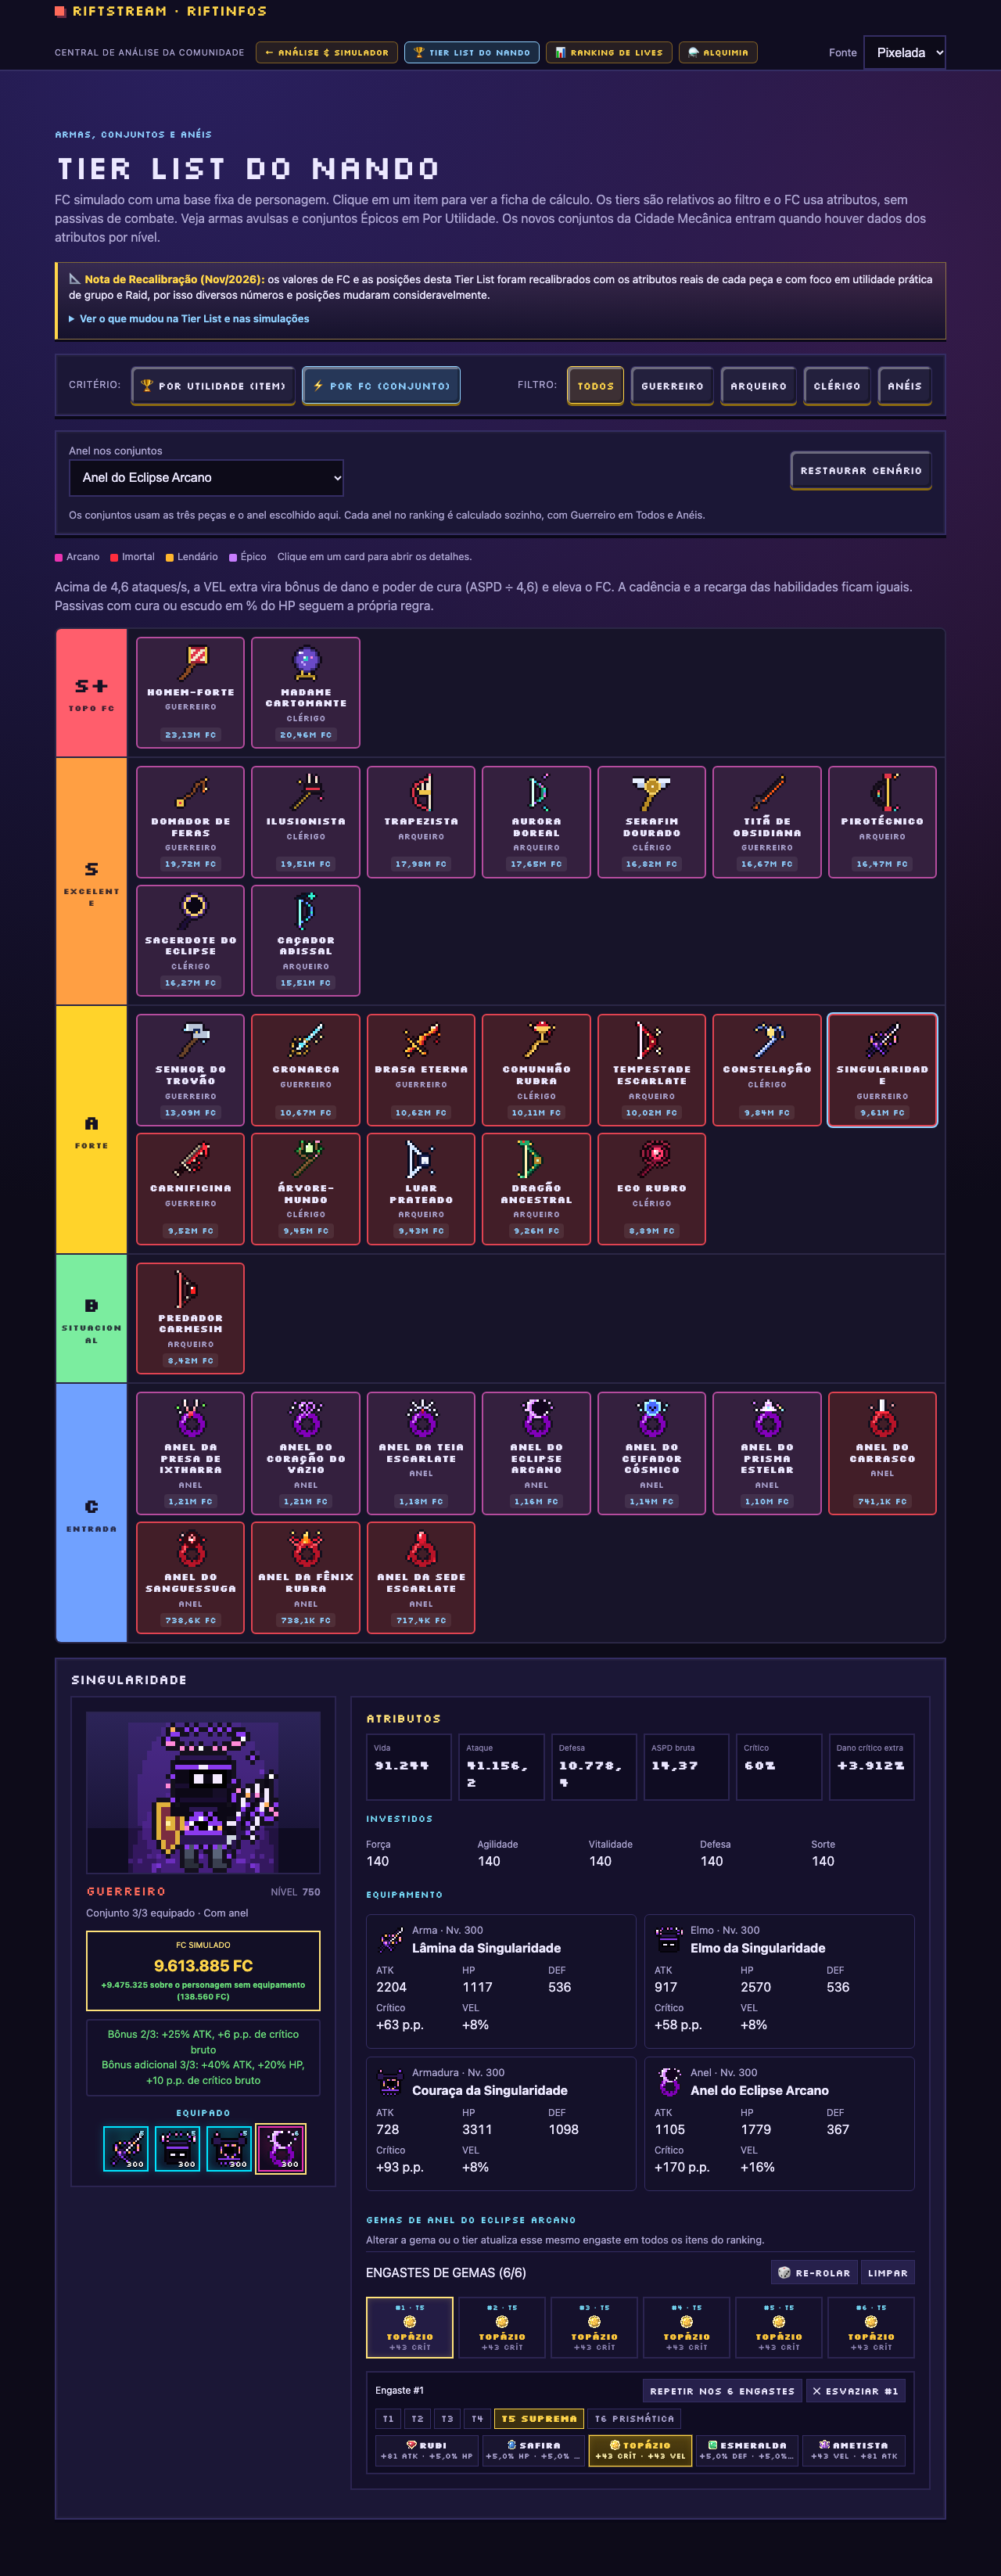 RIFTSTREAM · RIFTINFOS
CENTRAL DE ANÁLISE DA COMUNIDADE
← ANÁLISE & SIMULADOR
TIER LIST DO NANDO
RANKING DE LIVES
ALQUIMIA
Fonte
Pixelada
ARMAS, CONJUNTOS E ANÉIS
TIER LIST DO NANDO
FC simulado com uma base fixa de personagem. Clique em um item para ver a ficha de cálculo. Os tiers são relativos ao filtro e o FC usa atributos, sem
passivas de combate. Veja armas avulsas e conjuntos Épicos em Por Utilidade. Os novos conjuntos da Cidade Mecânica entram quando houver dados dos
atributos por nível.
Nota de Recalibração (Nov/2026): os valores de FC e as posições desta Tier List foram recalibrados com os atributos reais de cada peça e com foco em utilidade prática
de grupo e Raid, por isso diversos números e posições mudaram consideravelmente.
▶ Ver o que mudou na Tier List e nas simulações
CRITÉRIO:
POR UTILIDADE (ITEM)
POR FC (CONJUNTO)
FILTRO:
TODOS
GUERREIRO
ARQUEIRO
CLÉRIGO
ANÉIS
Anel nos conjuntos
Anel do Eclipse Arcano
RESTAURAR CENÁRIO
Os conjuntos usam as três peças e o anel escolhido aqui. Cada anel no ranking é calculado sozinho, com Guerreiro em Todos e Anéis.
Arcano
Imortal
Lendário
Épico
Clique em um card para abrir os detalhes.
Acima de 4,6 ataques/s, a VEL extra vira bônus de dano e poder de cura (ASPD ÷ 4,6) e eleva o FC. A cadência e a recarga das habilidades ficam iguais.
Passivas com cura ou escudo em % do HP seguem a própria regra.
S+
TOPO FC
HOMEM-FORTE
GUERREIRO
23,13M FC
MADAME
CARTOMANTE
CLÉRIGO
20,46M FC
S
EXCELENT
E
DOMADOR DE
FERAS
GUERREIRO
19,72M FC
ILUSIONISTA
CLÉRIGO
19,51M FC
TRAPEZISTA
ARQUEIRO
17,98M FC
AURORA
BOREAL
ARQUEIRO
17,65M FC
SERAFIM
DOURADO
CLÉRIGO
16,82M FC
TITÃ DE
OBSIDIANA
GUERREIRO
16,67M FC
PIROTÉCNICO
ARQUEIRO
16,47M FC
SACERDOTE DO
ECLIPSE
CLÉRIGO
16,27M FC
CAÇADOR
ABISSAL
ARQUEIRO
15,51M FC
A
FORTE
SENHOR DO
TROVÃO
GUERREIRO
13,09M FC
CRONARCA
GUERREIRO
10,67M FC
BRASA ETERNA
GUERREIRO
10,62M FC
COMUNHÃO
RUBRA
CLÉRIGO
10,11M FC
TEMPESTADE
ESCARLATE
ARQUEIRO
10,02M FC
CONSTELAÇÃO
CLÉRIGO
9,84M FC
SINGULARIDAD
E
GUERREIRO
9,61M FC
CARNIFICINA
GUERREIRO
9,52M FC
ÁRVORE-
MUNDO
CLÉRIGO
9,45M FC
LUAR
PRATEADO
ARQUEIRO
9,43M FC
DRAGÃO
ANCESTRAL
ARQUEIRO
9,26M FC
ECO RUBRO
CLÉRIGO
8,89M FC
B
SITUACION
AL
PREDADOR
CARMESIM
ARQUEIRO
8,42M FC
C
ENTRADA
ANEL DA
PRESA DE
IXTHARRA
ANEL
1,21M FC
ANEL DO
CORAÇÃO DO
VAZIO
ANEL
1,21M FC
ANEL DA TEIA
ESCARLATE
ANEL
1,18M FC
ANEL DO
ECLIPSE
ARCANO
ANEL
1,16M FC
ANEL DO
CEIFADOR
CÓSMICO
ANEL
1,14M FC
ANEL DO
PRISMA
ESTELAR
ANEL
1,10M FC
ANEL DO
CARRASCO
ANEL
741,1K FC
ANEL DO
SANGUESSUGA
ANEL
738,6K FC
ANEL DA FÊNIX
RUBRA
ANEL
738,1K FC
ANEL DA SEDE
ESCARLATE
ANEL
717,4K FC
SINGULARIDADE
GUERREIRO
NÍVEL 750
Conjunto 3/3 equipado · Com anel
FC SIMULADO
9.613.885 FC
+9.475.325 sobre o personagem sem equipamento
(138.560 FC)
Bônus 2/3: +25% ATK, +6 p.p. de crítico
bruto
Bônus adicional 3/3: +40% ATK, +20% HP,
+10 p.p. de crítico bruto
EQUIPADO
5
300
5
300
5
300
6
300
ATRIBUTOS
Vida
91.244
Ataque
41.156,
2
Defesa
10.778,
4
ASPD bruta
14,37
Crítico
60%
Dano crítico extra
+3.912%
INVESTIDOS
Força
140
Agilidade
140
Vitalidade
140
Defesa
140
Sorte
140
EQUIPAMENTO
Arma · Nv. 300
Lâmina da Singularidade
ATK
HP
DEF
2204
1117
536
Crítico
VEL
+63 p.p.
+8%
Elmo · Nv. 300
Elmo da Singularidade
ATK
HP
DEF
917
2570
536
Crítico
VEL
+58 p.p.
+8%
Armadura · Nv. 300
Couraça da Singularidade
ATK
HP
DEF
728
3311
1098
Crítico
VEL
+93 p.p.
+8%
Anel · Nv. 300
Anel do Eclipse Arcano
ATK
HP
DEF
1105
1779
367
Crítico
VEL
+170 p.p.
+16%
GEMAS DE ANEL DO ECLIPSE ARCANO
Alterar a gema ou o tier atualiza esse mesmo engaste em todos os itens do ranking.
ENGASTES DE GEMAS (6/6)
RE-ROLAR
LIMPAR
#1 · T5
TOPÁZIO
+43 CRÍT
#2 · T5
TOPÁZIO
+43 CRÍT
#3 · T5
TOPÁZIO
+43 CRÍT
#4 · T5
TOPÁZIO
+43 CRÍT
#5 · T5
TOPÁZIO
+43 CRÍT
#6 · T5
TOPÁZIO
+43 CRÍT
Engaste #1
REPETIR NOS 6 ENGASTES
✕ ESVAZIAR #1
T1
T2
T3
T4
T5 SUPREMA
T6 PRISMÁTICA
RUBI
+81 ATK · +5,0% HP
SAFIRA
+5,0% HP · +5,0% …
TOPÁZIO
+43 CRÍT · +43 VEL
ESMERALDA
+5,0% DEF · +5,0%…
AMETISTA
+43 VEL · +81 ATK